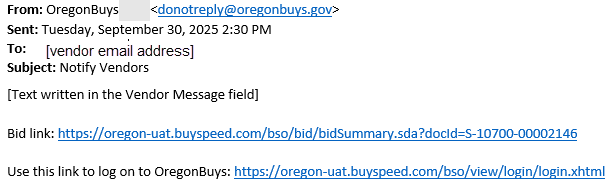 From: OregonBuys <donotreply@oregonbuys.gov>
Sent: Tuesday, September 30, 2025 2:30 PM
To: [vendor email address]
Subject: Notify Vendors
[Text written in the Vendor Message field]
Bid link: https://oregon-uat.buyspeed.com/bso/bid/bidSummary.sda?docId=S-10700-00002146
Use this link to log on to OregonBuys: https://oregon-uat.buyspeed.com/bso/view/login/login.xhtml